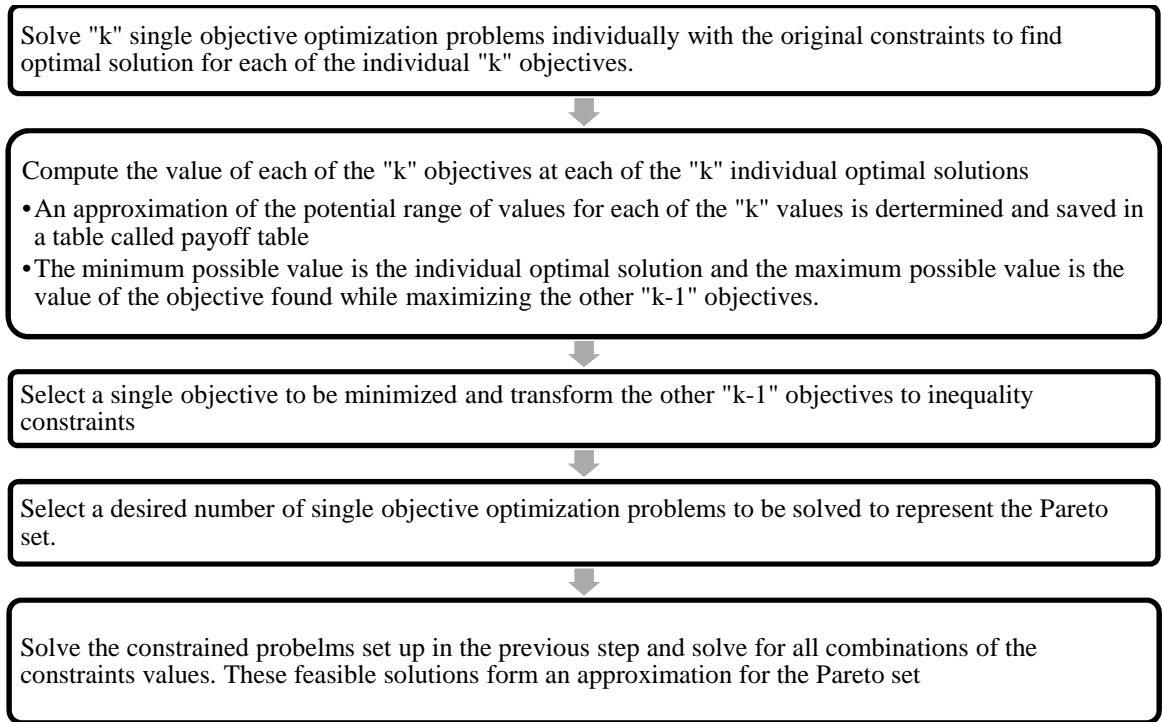 Solve "k" single objective optimization problems individually with the original constraints to find
optimal solution for each of the individual "k" objectives.
Compute the value of each of the "k" objectives at each of the "k" individual optimal solutions
•An approximation of the potential range of values for each of the "k" values is dertermined and saved in
a table called payoff table
•The minimum possible value is the individual optimal solution and the maximum possible value is the
value of the objective found while maximizing the other "k-1" objectives.
Select a single objective to be minimized and transform the other "k-1" objectives to inequality
constraints
Select a desired number of single objective optimization problems to be solved to represent the Pareto
set.
Solve the constrained probelms set up in the previous step and solve for all combinations of the
constraints values. These feasible solutions form an approximation for the Pareto set